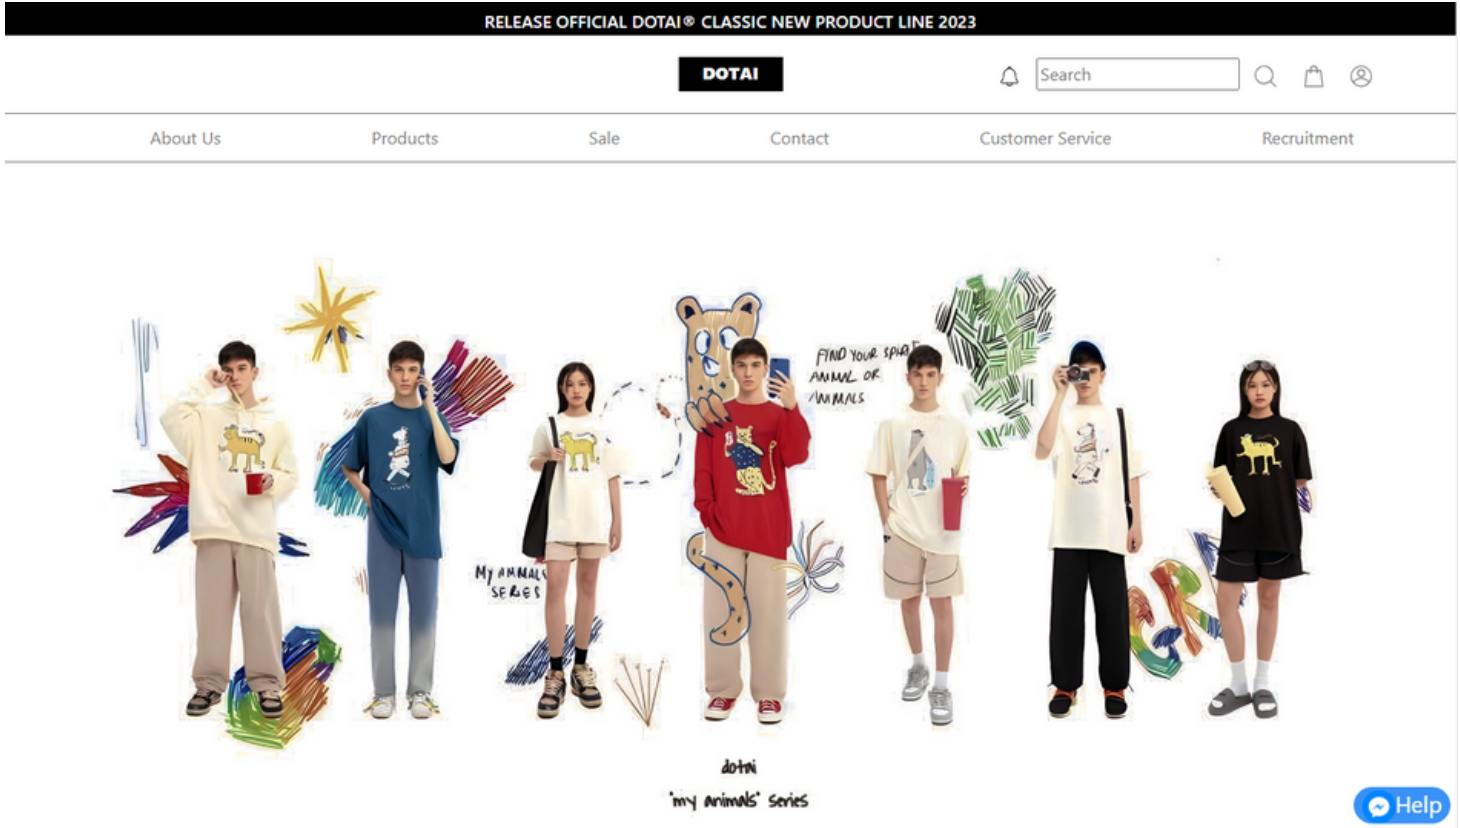 RELEASE OFFICIAL DOTAI® CLASSIC NEW PRODUCT LINE 2023
DOTAI
Search
About Us
Products
Sale
Contact
Customer Service
Recruitment
FIND YOUR SPIRIT
ANIMAL OR
ANIMALS
MY ANIMALS
SERIES
dotai
"my animals" series
Help